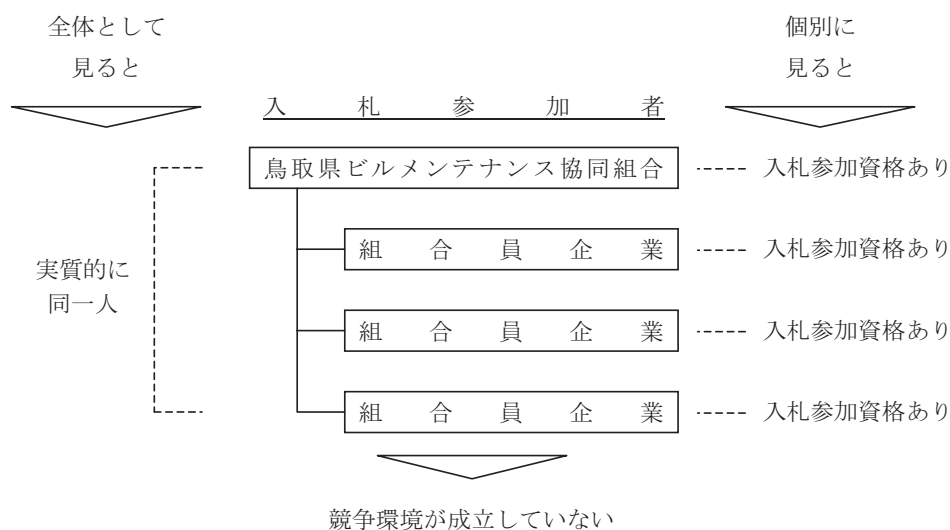 全体として
見ると
個別に
見ると
入札参加者
鳥取県ビルメンテナンス協同組合
入札参加資格あり
組合員企業
入札参加資格あり
実質的に
同一人
組合員企業
入札参加資格あり
組合員企業
入札参加資格あり
競争環境が成立していない